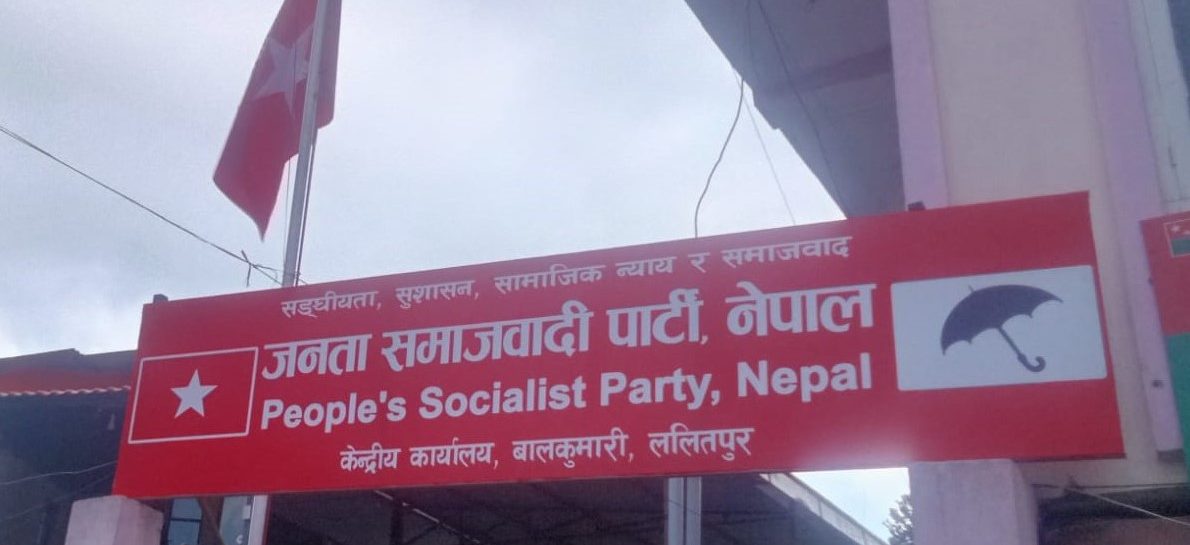 सङ्घीयता, सुशासन, सामाजिक न्याय र समाजवाद
जनता समाजवादी पार्टी, नेपाल
People's Socialist Party, Nepal
केन्द्रीय कार्यालय, बालकुमारी, ललितपुर